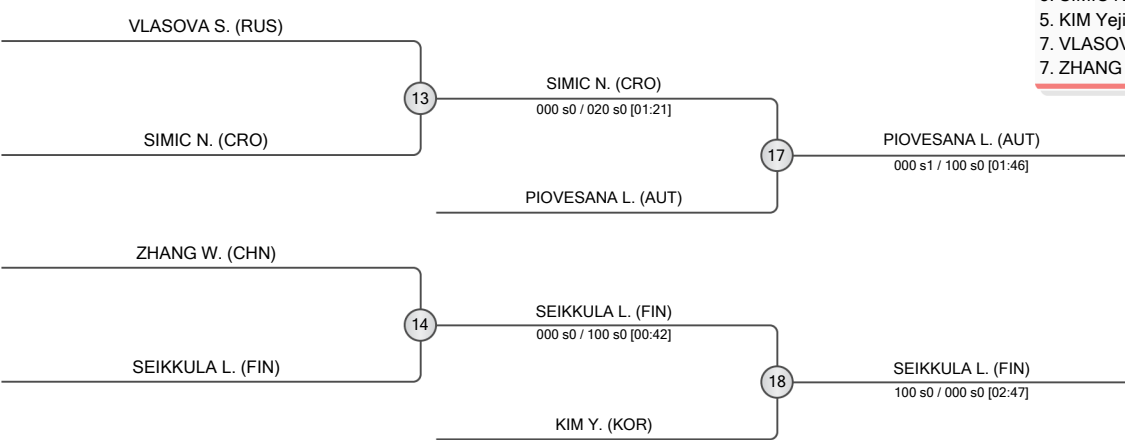 VLASOVA S. (RUS)
13
SIMIC N. (CRO)
SIMIC N. (CRO)
000 s0 / 020 s0 [01:21]
17
PIOVESANA L. (AUT)
PIOVESANA L. (AUT)
000 s1 / 100 s0 [01:46]
ZHANG W. (CHN)
14
SEIKKULA L. (FIN)
SEIKKULA L. (FIN)
000 s0 / 100 s0 [00:42]
18
KIM Y. (KOR)
SEIKKULA L. (FIN)
100 s0 / 000 s0 [02:47]
5. KIM Yeji
7. VLASOV
7. ZHANG